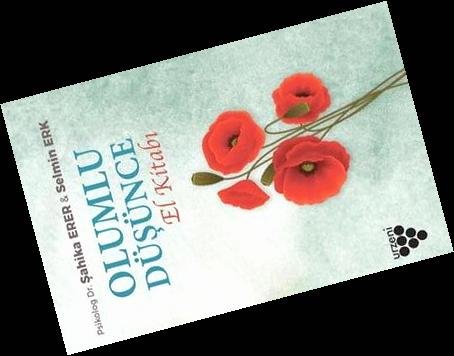 Psikolog Dr. Şahika ERER & Selmin ERK
OLUMLU
DÜŞÜNCE
El Kitabı
urzeni